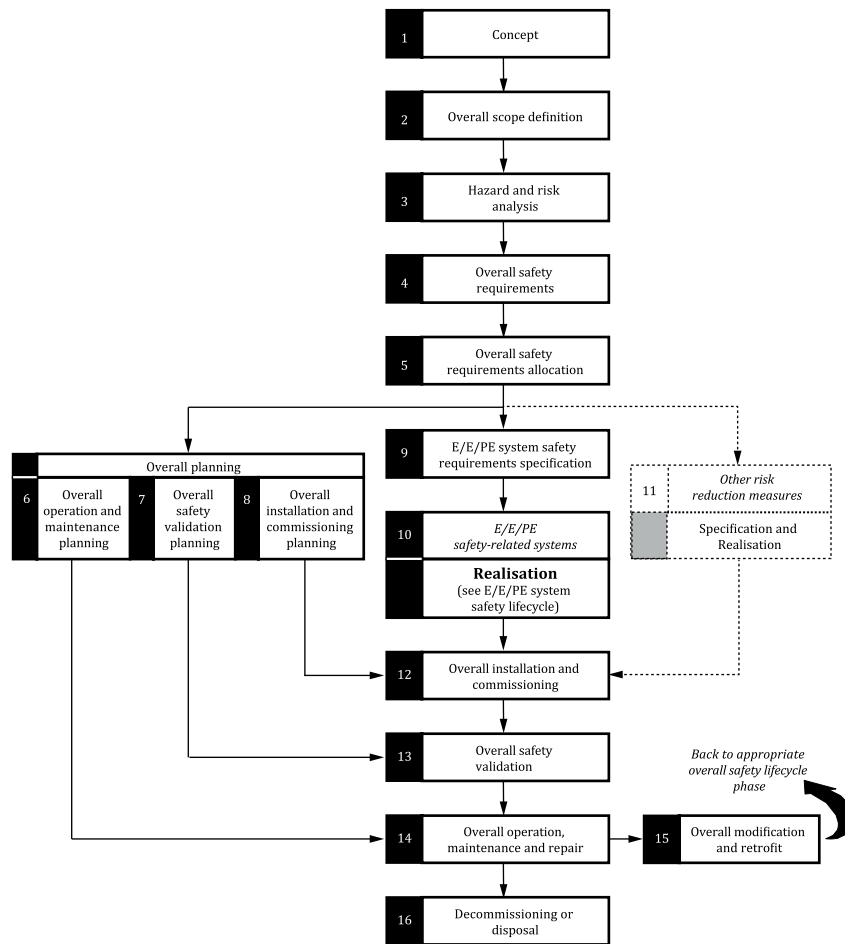 1
Concept
2
Overall scope definition
3
Hazard and risk
analysis
4
Overall safety
requirements
5
Overall safety
requirements allocation
Overall planning
6
Overall
operation and
maintenance
planning
7
Overall
safety
validation
planning
8
Overall
installation and
commissioning
planning
9
E/E/PE system safety
requirements specification
10
E/E/PE
safety-related systems
Realisation
(see E/E/PE system
safety lifecycle)
11
Other risk
reduction measures
Specification and
Realisation
12
Overall installation and
commissioning
13
Overall safety
validation
Back to appropriate
overall safety lifecycle
phase
14
Overall operation,
maintenance and repair
15
Overall modification
and retrofit
16
Decommissioning or
disposal